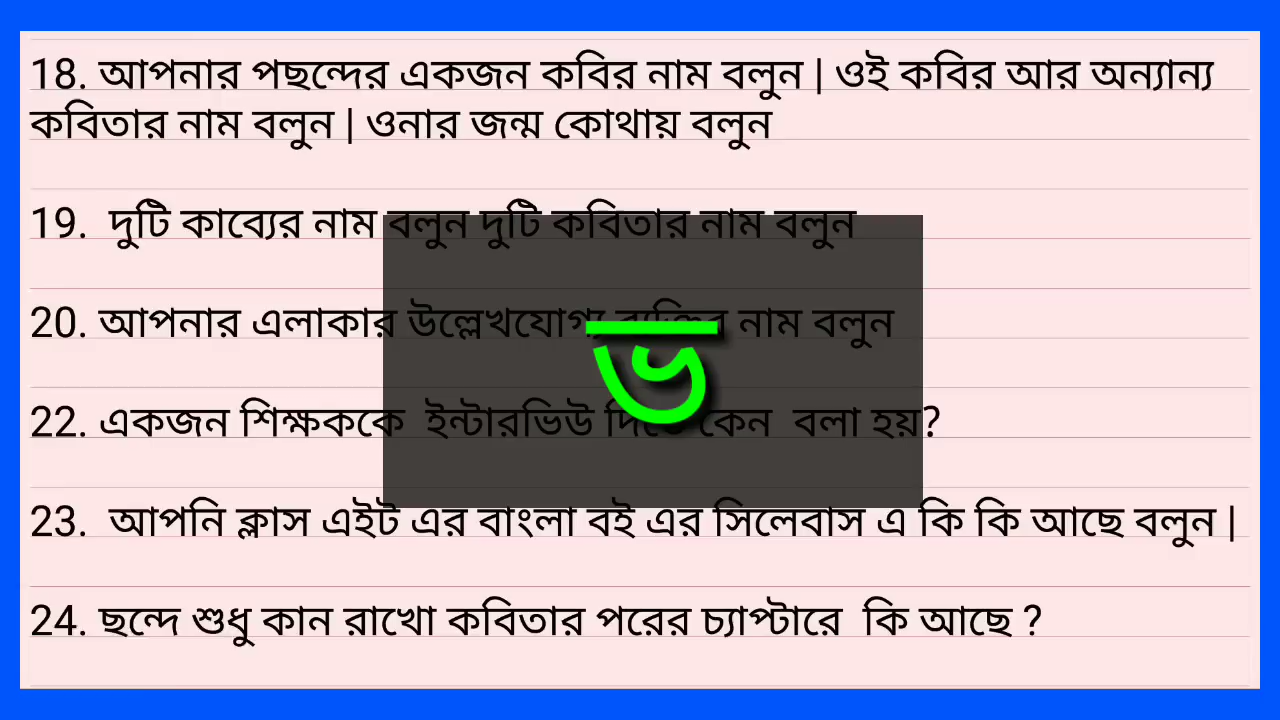 18. আপনার পছন্দের একজন কবির নাম বলুন | ওই কবির আর অন্যান্য
কবিতার নাম বলুন | ওনার জন্ম কোথায় বলুন
19. দুটি কাব্যের নাম বলুন দুটি কবিতার নাম বলুন
20. আপনার এলাকার উল্লেখযোগ্য ব্যক্তির নাম বলুন
ভ
22. একজন শিক্ষককে ইন্টারভিউ দিতে কেন বলা হয়?
23. আপনি ক্লাস এইট এর বাংলা বই এর সিলেবাস এ কি কি আছে বলুন |
24. ছন্দে শুধু কান রাখো কবিতার পরের চ্যাপ্টারে কি আছে ?